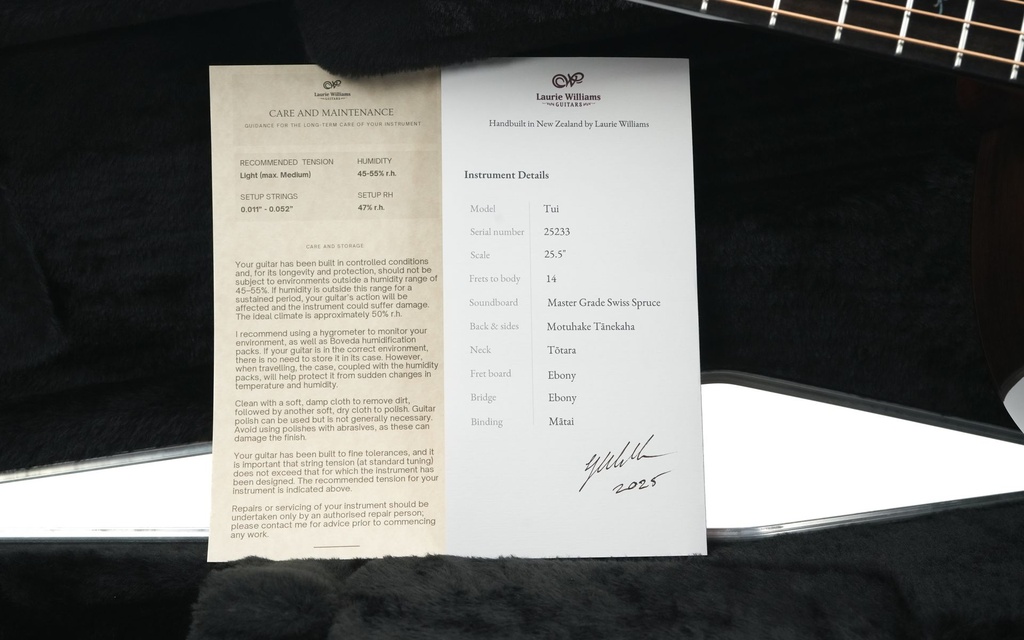 Laurie Williams
GUITARS
CARE AND MAINTENANCE
GUIDANCE FOR THE LONG-TERM CARE OF YOUR INSTRUMENT
RECOMMENDED TENSION
Light (max. Medium)
HUMIDITY
45-55% r.h.
SETUP STRINGS
0.011" - 0.052"
SETUP RH
47% r.h.
CARE AND STORAGE
Your guitar has been built in controlled conditions
and, for its longevity and protection, should not be
subject to environments outside a humidity range of
45–55%. If humidity is outside this range for a
sustained period, your guitar's action will be
affected and the instrument could suffer damage.
The ideal climate is approximately 50% r.h.
I recommend using a hygrometer to monitor your
environment, as well as Boveda humidification
packs. If your guitar is in the correct environment,
there is no need to store it in its case. However,
when travelling, the case, coupled with the humidity
packs, will help protect it from sudden changes in
temperature and humidity.
Clean with a soft, damp cloth to remove dirt,
followed by another soft, dry cloth to polish. Guitar
polish can be used but is not generally necessary.
Avoid using polishes with abrasives, as these can
damage the finish.
Your guitar has been built to fine tolerances, and it
is important that string tension (at standard tuning)
does not exceed that for which the instrument has
been designed. The recommended tension for your
instrument is indicated above.
Repairs or servicing of your instrument should be
undertaken only by an authorised repair person;
please contact me for advice prior to commencing
any work.
Laurie Williams
GUITARS
Handbuilt in New Zealand by Laurie Williams
Instrument Details
Model Tui
Serial number 25233
Scale 25.5"
Frets to body 14
Soundboard Master Grade Swiss Spruce
Back & sides Motuhake Tānekaha
Neck Tōtara
Fret board Ebony
Bridge Ebony
Binding Mātai
2025